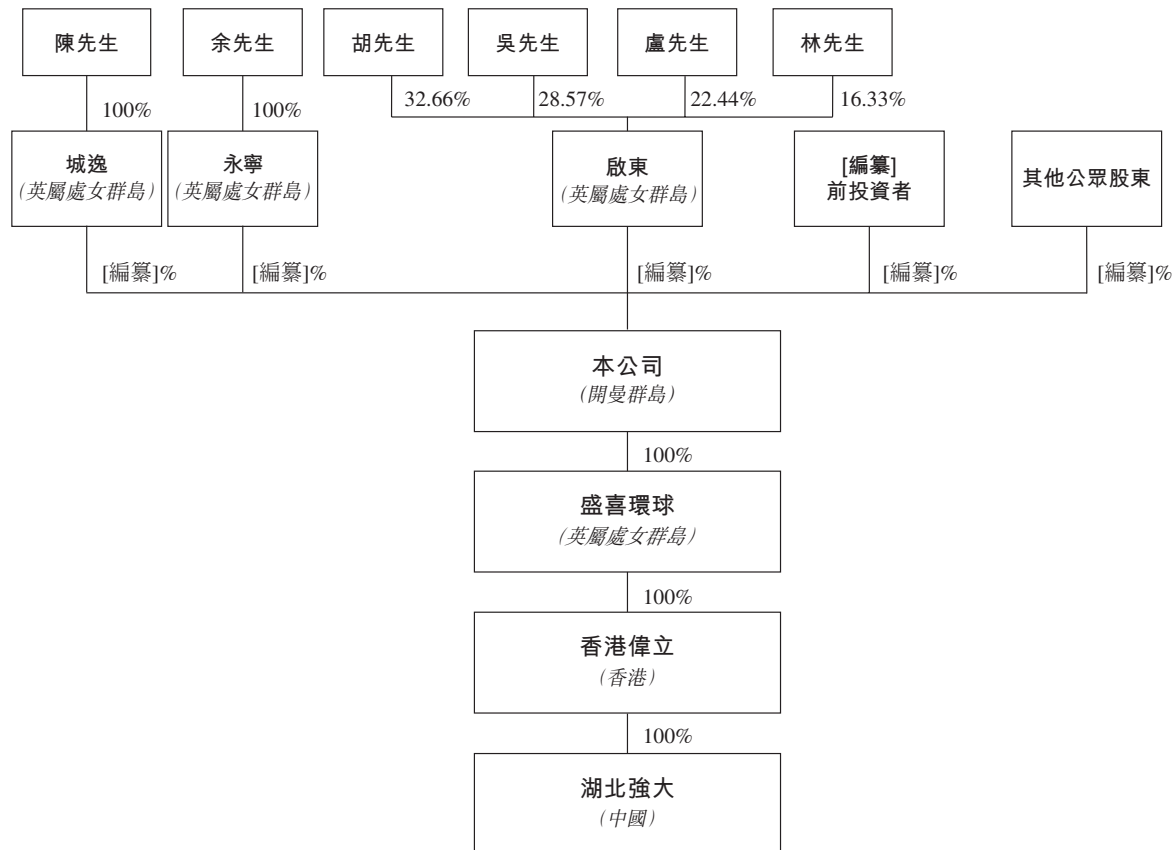 陳先生
余先生
胡先生
吳先生
盧先生
林先生
100%
100%
32.66%
28.57%
22.44%
16.33%
城逸
(英屬處女群島)
永寧
(英屬處女群島)
啟東
(英屬處女群島)
[編纂]
前投資者
其他公眾股東
[編纂]%
[編纂]%
[編纂]%
[編纂]%
[編纂]%
本公司
(開曼群島)
100%
盛喜環球
(英屬處女群島)
100%
香港偉立
(香港)
100%
湖北強大
(中國)